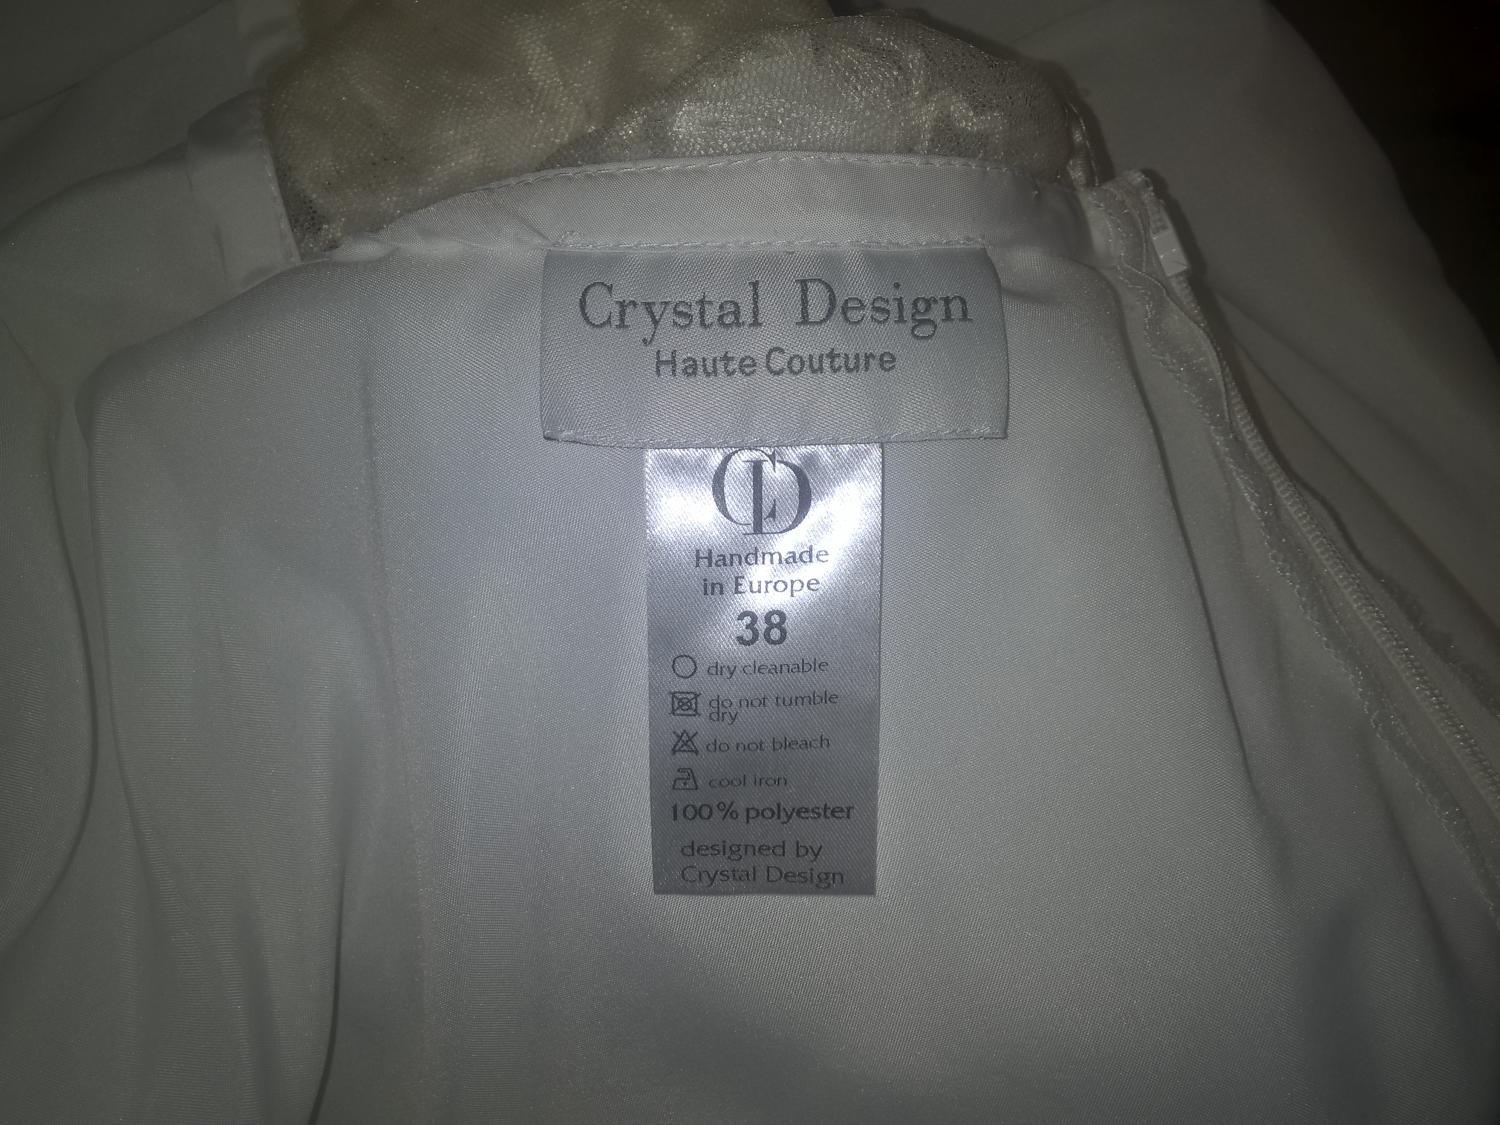 Crystal Design
Haute Couture
CD
Handmade
in Europe
38
dry cleanable
do not tumble
dry
do not bleach
cool iron
100% polyester
designed by
Crystal Design